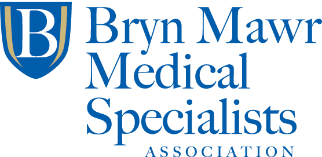 B
Bryn Mawr
Medical
Specialists
ASSOCIATION